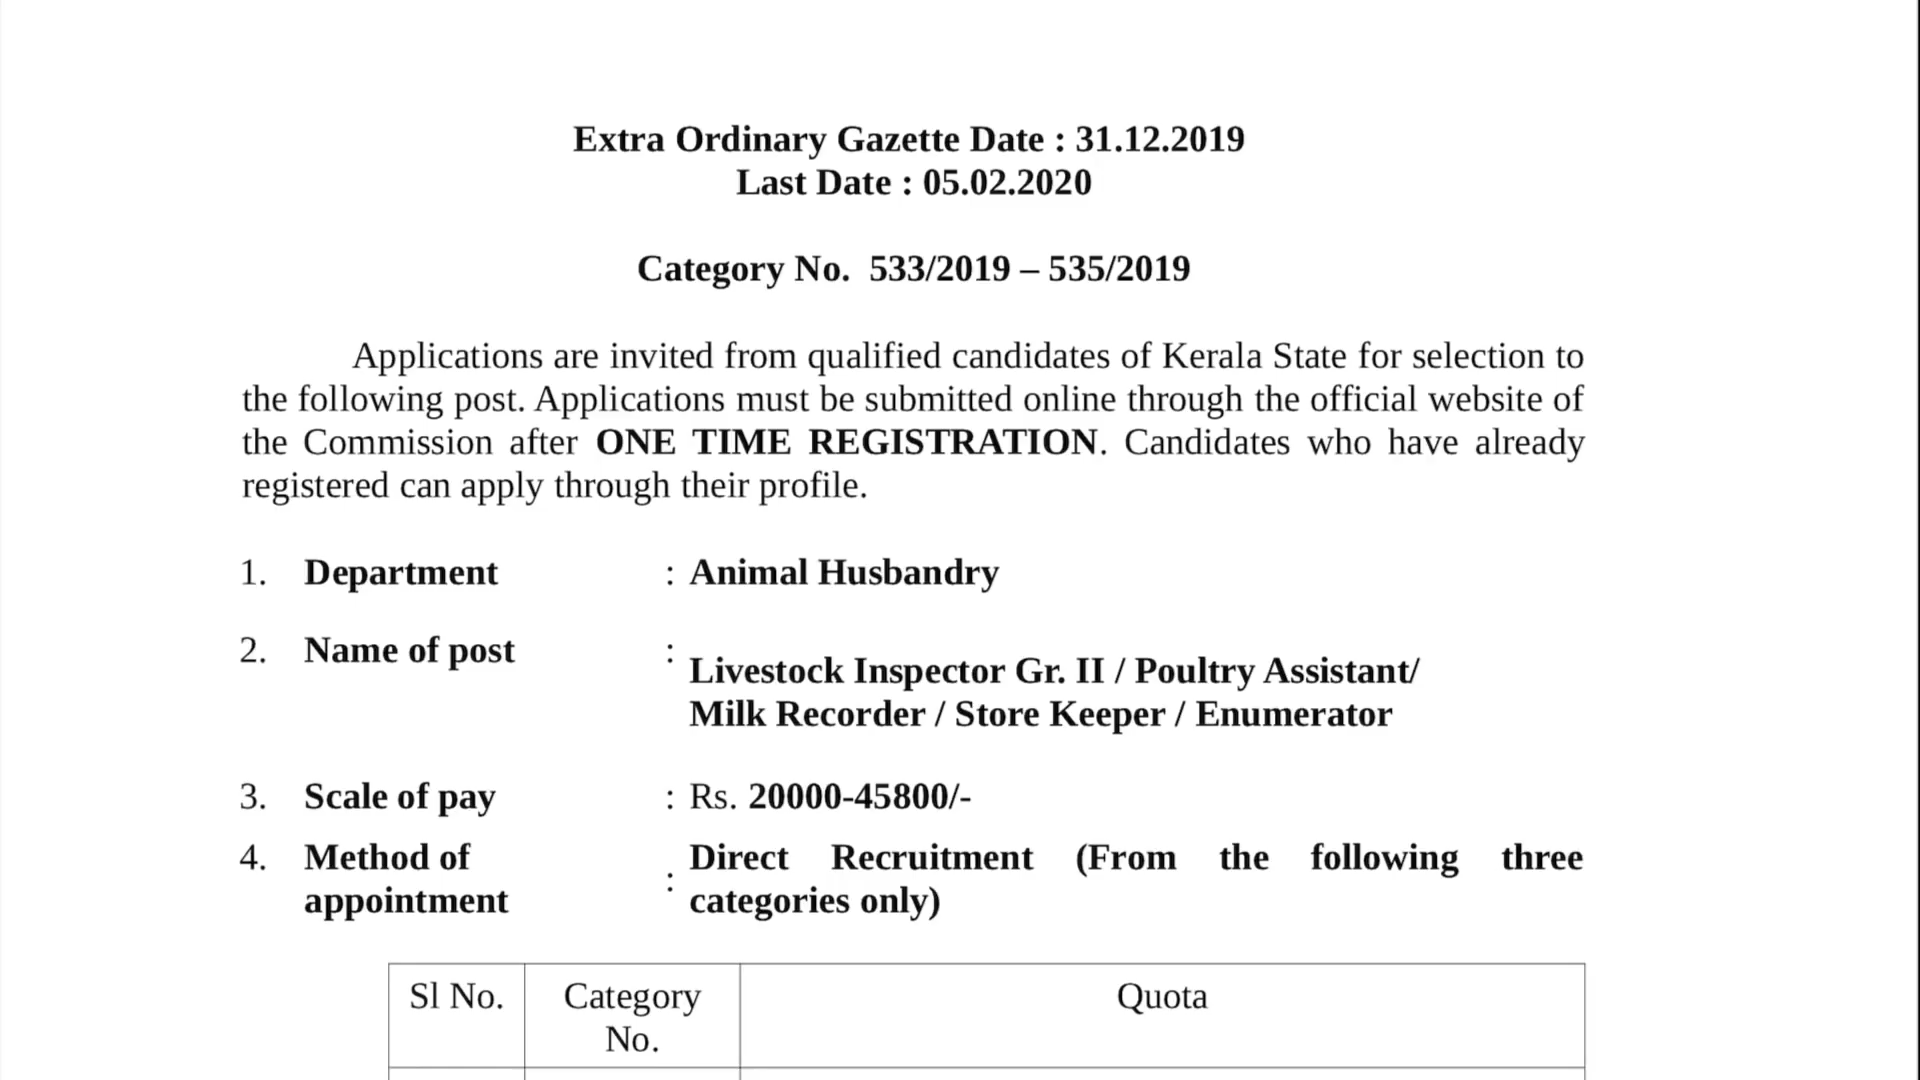 Extra Ordinary Gazette Date : 31.12.2019
Last Date : 05.02.2020
Category No. 533/2019 – 535/2019
Applications are invited from qualified candidates of Kerala State for selection to
the following post. Applications must be submitted online through the official website of
the Commission after ONE TIME REGISTRATION. Candidates who have already
registered can apply through their profile.
1. Department : Animal Husbandry
2. Name of post : Livestock Inspector Gr. II / Poultry Assistant/
Milk Recorder / Store Keeper / Enumerator
3. Scale of pay : Rs. 20000-45800/-
4. Method of appointment : Direct Recruitment (From the following three
categories only)
Sl No. Category No. Quota